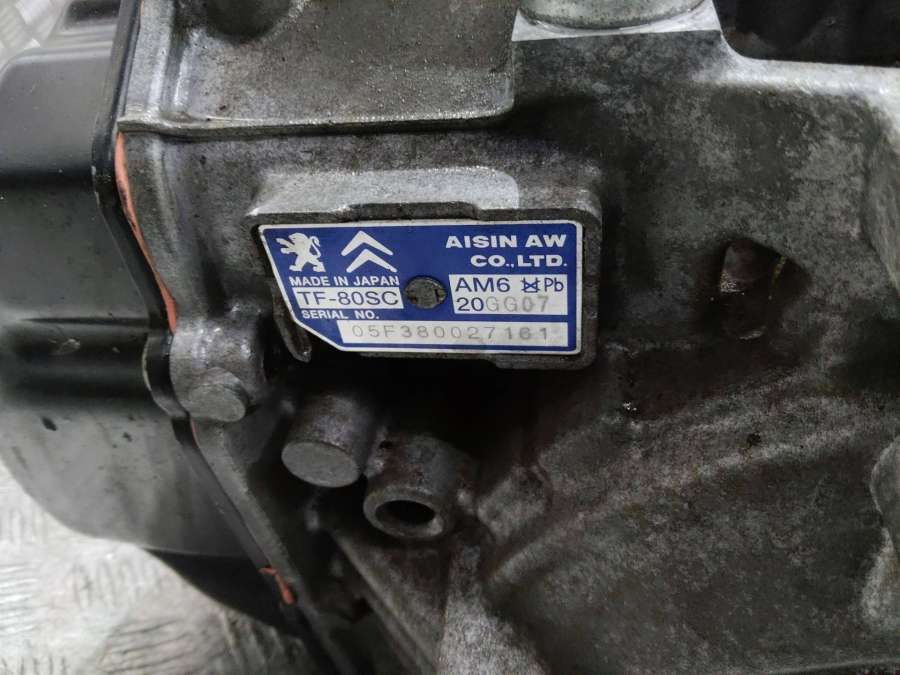 AISIN AW
CO.,LTD.
MADE IN JAPAN
TF-80SC
AM6 Pb
20GG07
SERIAL NO.
05F380027161